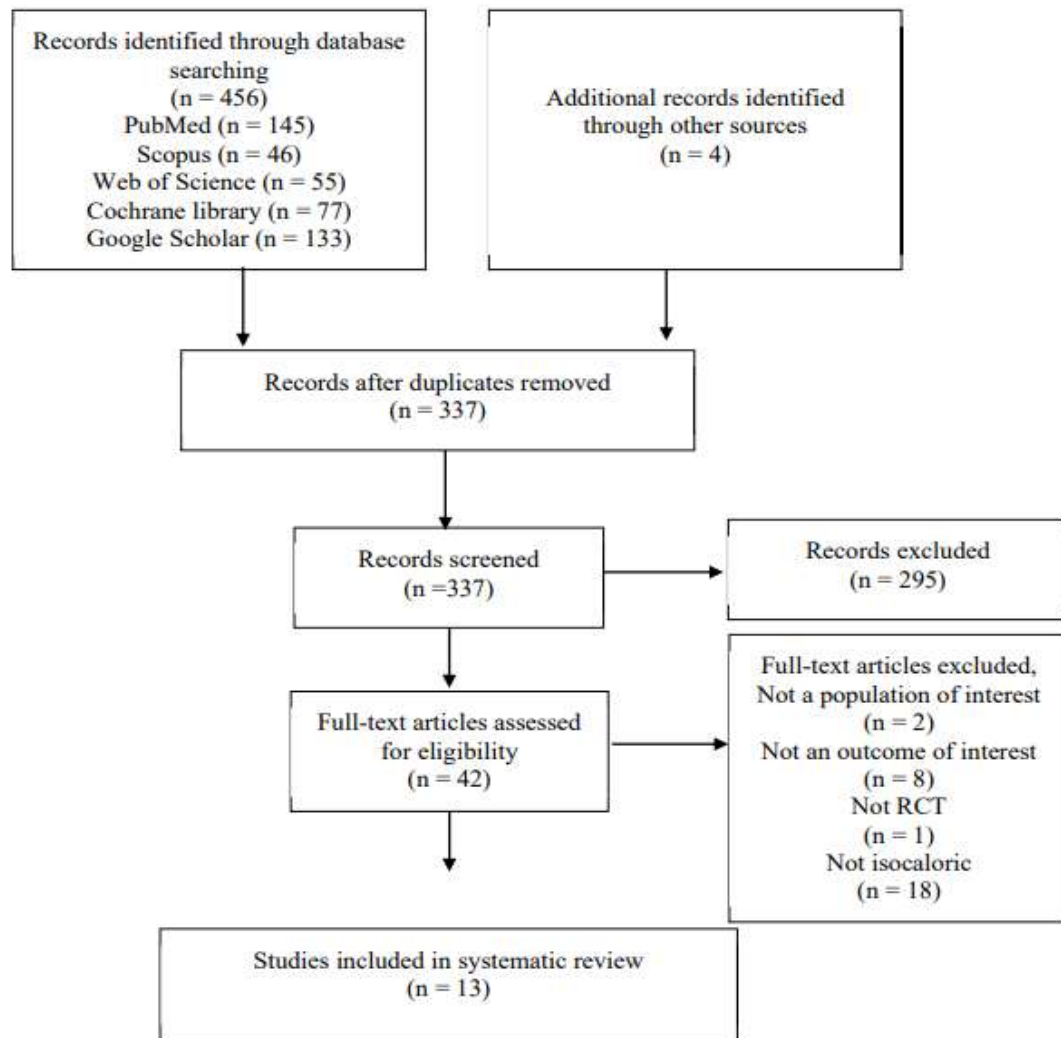 Records identified through database
searching
(n = 456)
PubMed (n = 145)
Scopus (n = 46)
Web of Science (n = 55)
Cochrane library (n = 77)
Google Scholar (n = 133)
Additional records identified
through other sources
(n = 4)
Records after duplicates removed
(n = 337)
Records screened
(n =337)
Records excluded
(n = 295)
Full-text articles assessed
for eligibility
(n = 42)
Full-text articles excluded,
Not a population of interest
(n = 2)
Not an outcome of interest
(n = 8)
Not RCT
(n = 1)
Not isocaloric
(n = 18)
Studies included in systematic review
(n = 13)